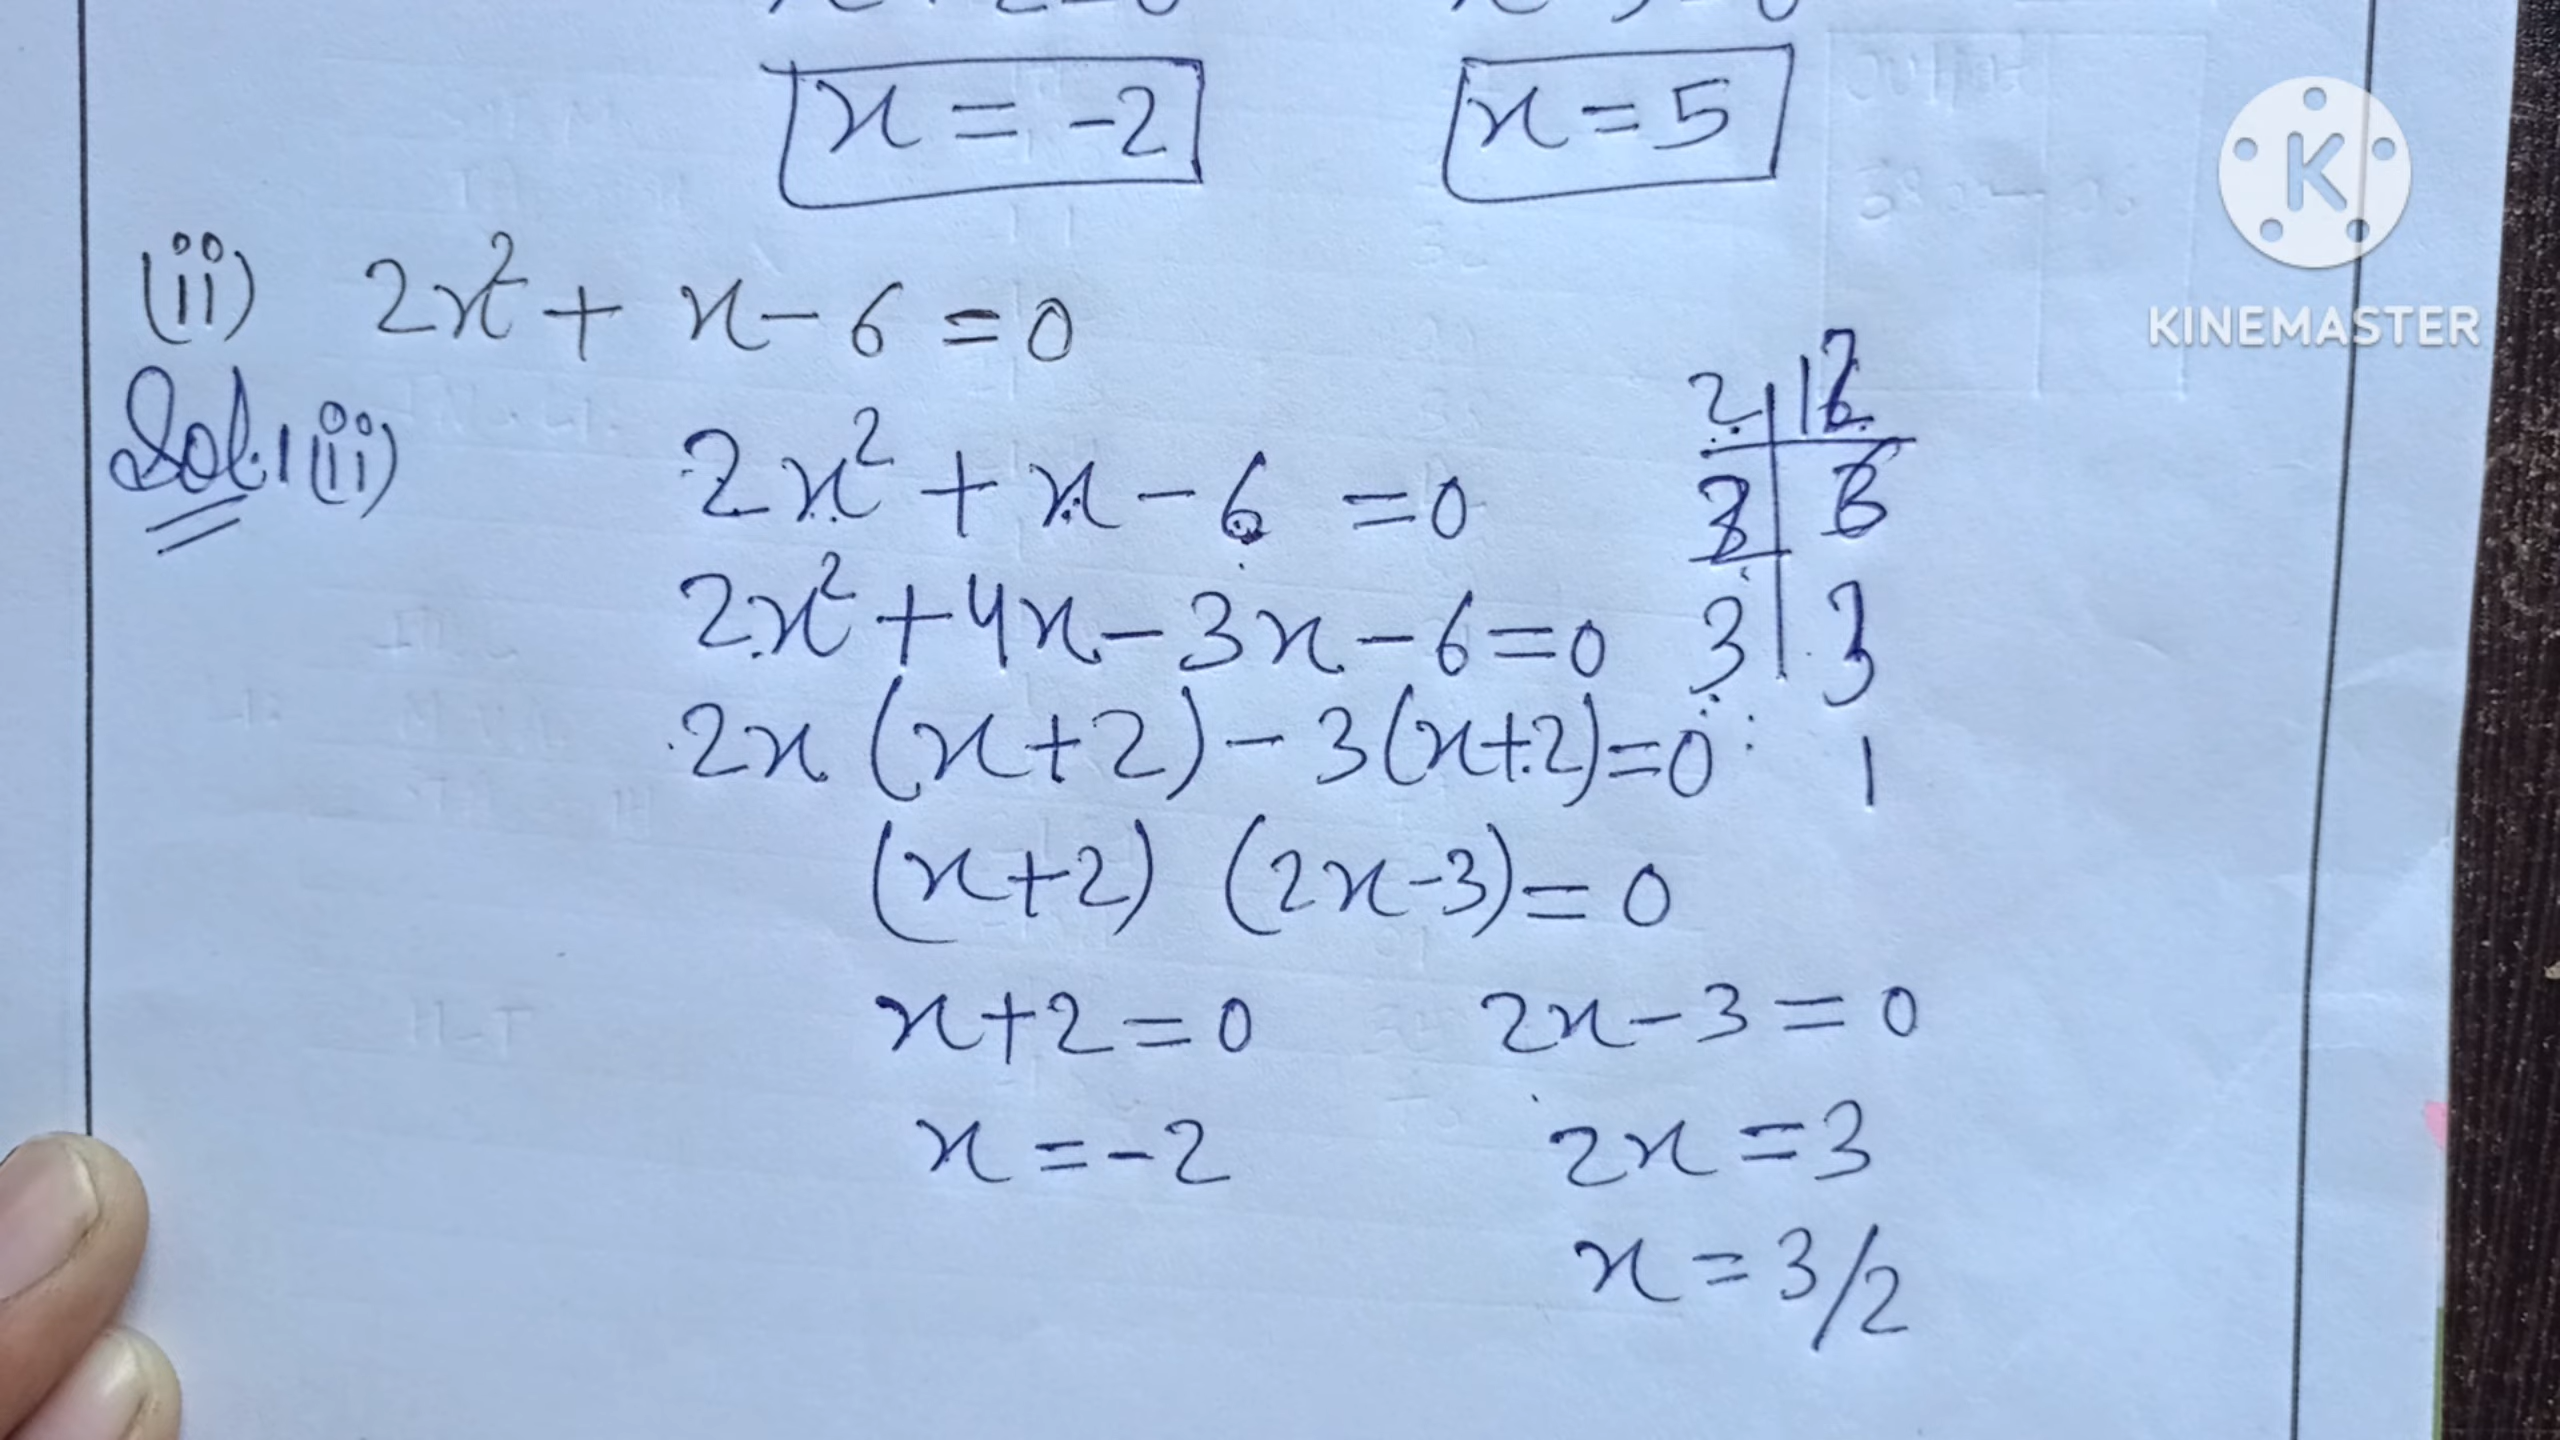 x = -2 x = 5
K
KINEMASTER
(ii) 2x² + x - 6 = 0
Sol. (ii) 2x² + x - 6 = 0
2x² + 4x - 3x - 6 = 0
2x (x+2) - 3(x+2) = 0
(x+2) (2x-3) = 0
x+2 = 0 2x-3 = 0
x = -2 2x = 3
x = 3/2
2 12
3 3
1